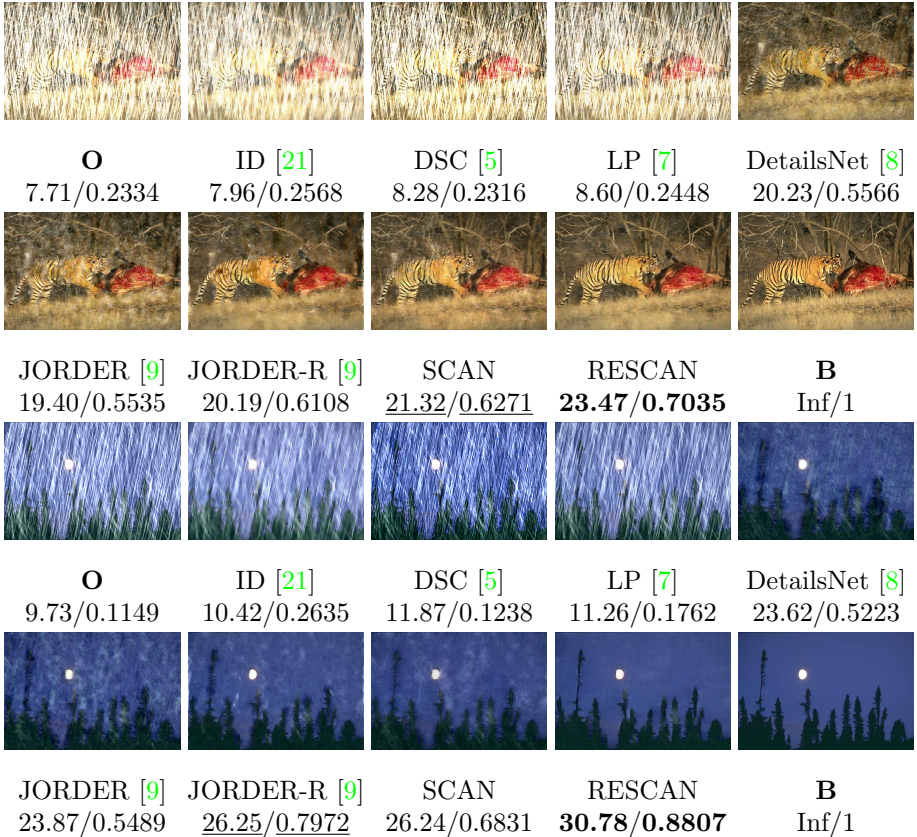 O ID [21] DSC [5] LP [7] DetailsNet [8]
7.71/0.2334 7.96/0.2568 8.28/0.2316 8.60/0.2448 20.23/0.5566
JORDER [9] JORDER-R [9] SCAN RESCAN B
19.40/0.5535 20.19/0.6108 21.32/0.6271 23.47/0.7035 Inf/1
O ID [21] DSC [5] LP [7] DetailsNet [8]
9.73/0.1149 10.42/0.2635 11.87/0.1238 11.26/0.1762 23.62/0.5223
JORDER [9] JORDER-R [9] SCAN RESCAN B
23.87/0.5489 26.25/0.7972 26.24/0.6831 30.78/0.8807 Inf/1